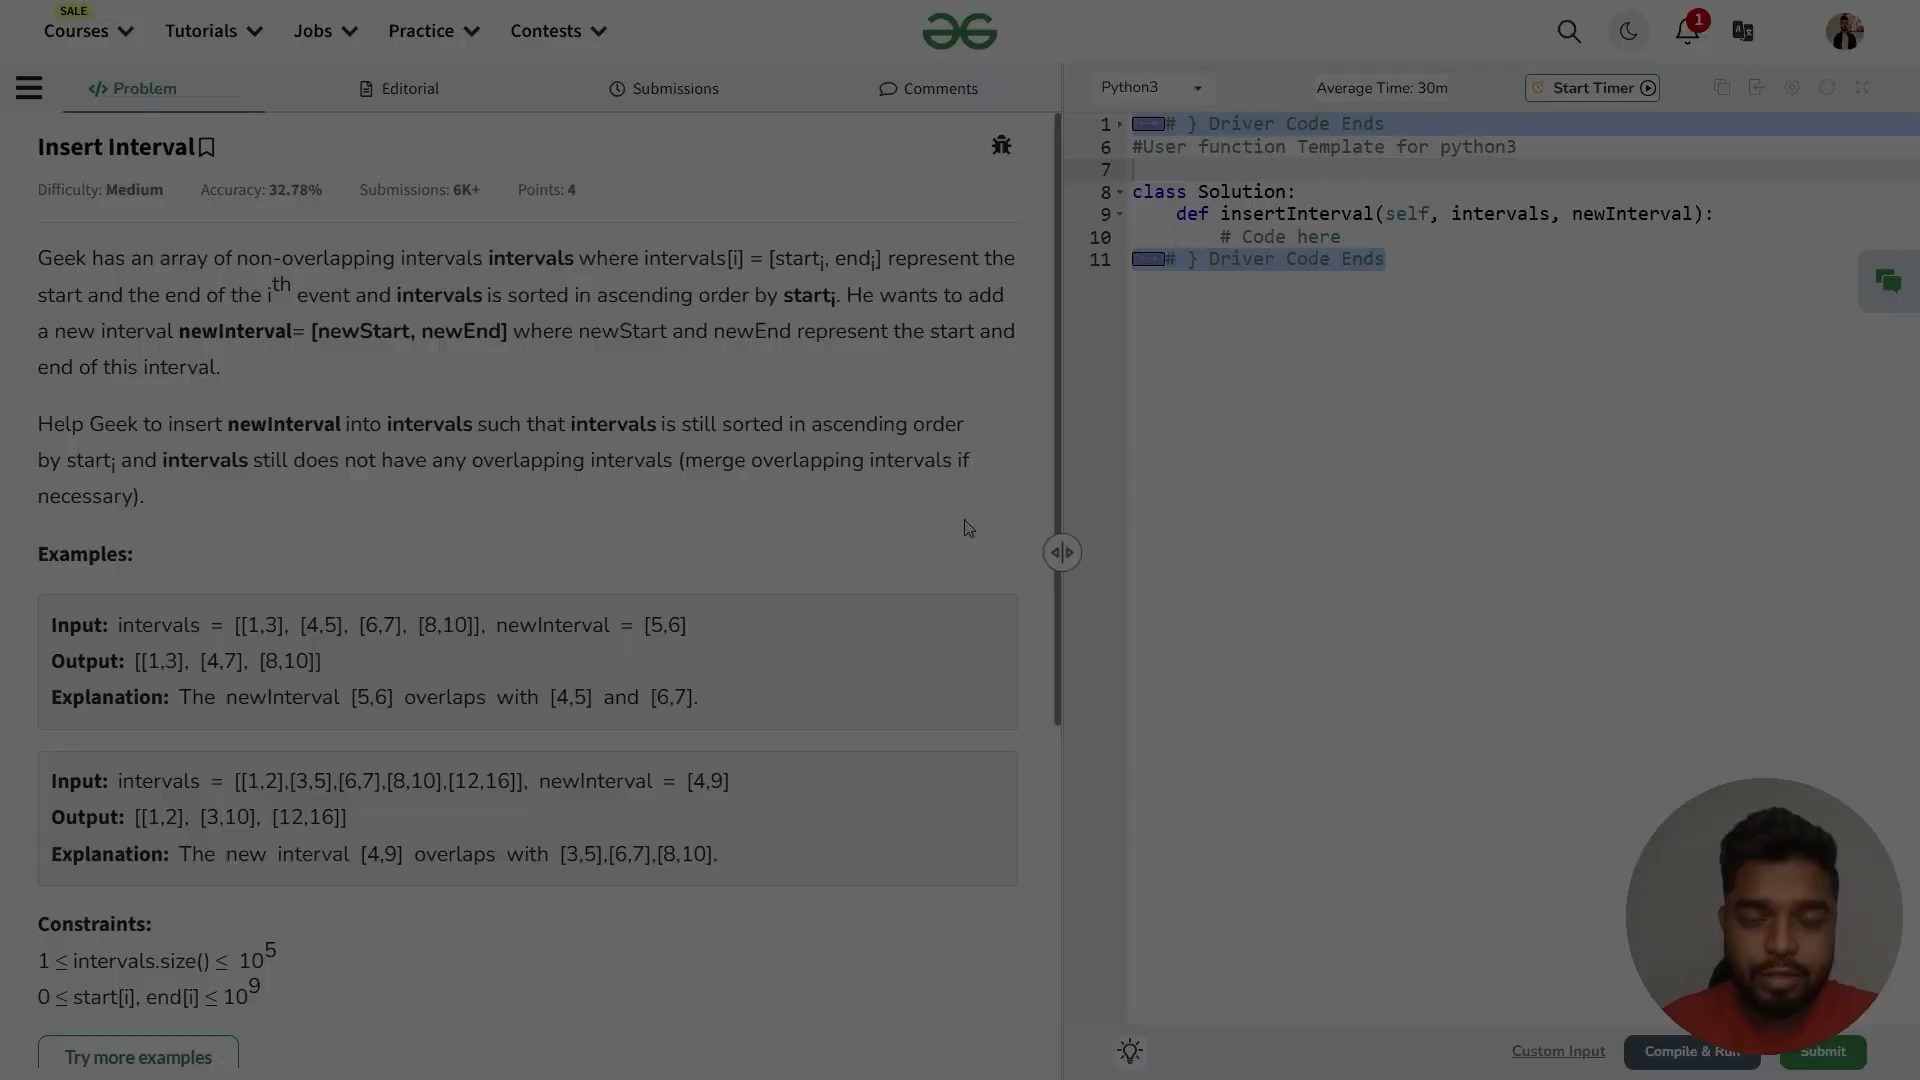 SALE
Courses Tutorials Jobs Practice Contests
1
Problem Editorial Submissions Comments
Python3 Average Time: 30m Start Timer
Insert Interval
Difficulty: Medium Accuracy: 32.78% Submissions: 6K+ Points: 4
Geek has an array of non-overlapping intervals intervals where intervals[i] = [startᵢ, endᵢ] represent the
start and the end of the iᵗʰ event and intervals is sorted in ascending order by startᵢ. He wants to add
a new interval newInterval= [newStart, newEnd] where newStart and newEnd represent the start and
end of this interval.
Help Geek to insert newInterval into intervals such that intervals is still sorted in ascending order
by startᵢ and intervals still does not have any overlapping intervals (merge overlapping intervals if
necessary).
Examples:
Input: intervals = [[1,3], [4,5], [6,7], [8,10]], newInterval = [5,6]
Output: [[1,3], [4,7], [8,10]]
Explanation: The newInterval [5,6] overlaps with [4,5] and [6,7].
Input: intervals = [[1,2],[3,5],[6,7],[8,10],[12,16]], newInterval = [4,9]
Output: [[1,2], [3,10], [12,16]]
Explanation: The new interval [4,9] overlaps with [3,5],[6,7],[8,10].
Constraints:
1 ≤ intervals.size() ≤ 10⁵
0 ≤ start[i], end[i] ≤ 10⁹
Try more examples
1 # } Driver Code Ends
6 #User function Template for python3
7
8 class Solution:
9 def insertInterval(self, intervals, newInterval):
10 # Code here
11 # } Driver Code Ends
Custom Input Compile & Run Submit